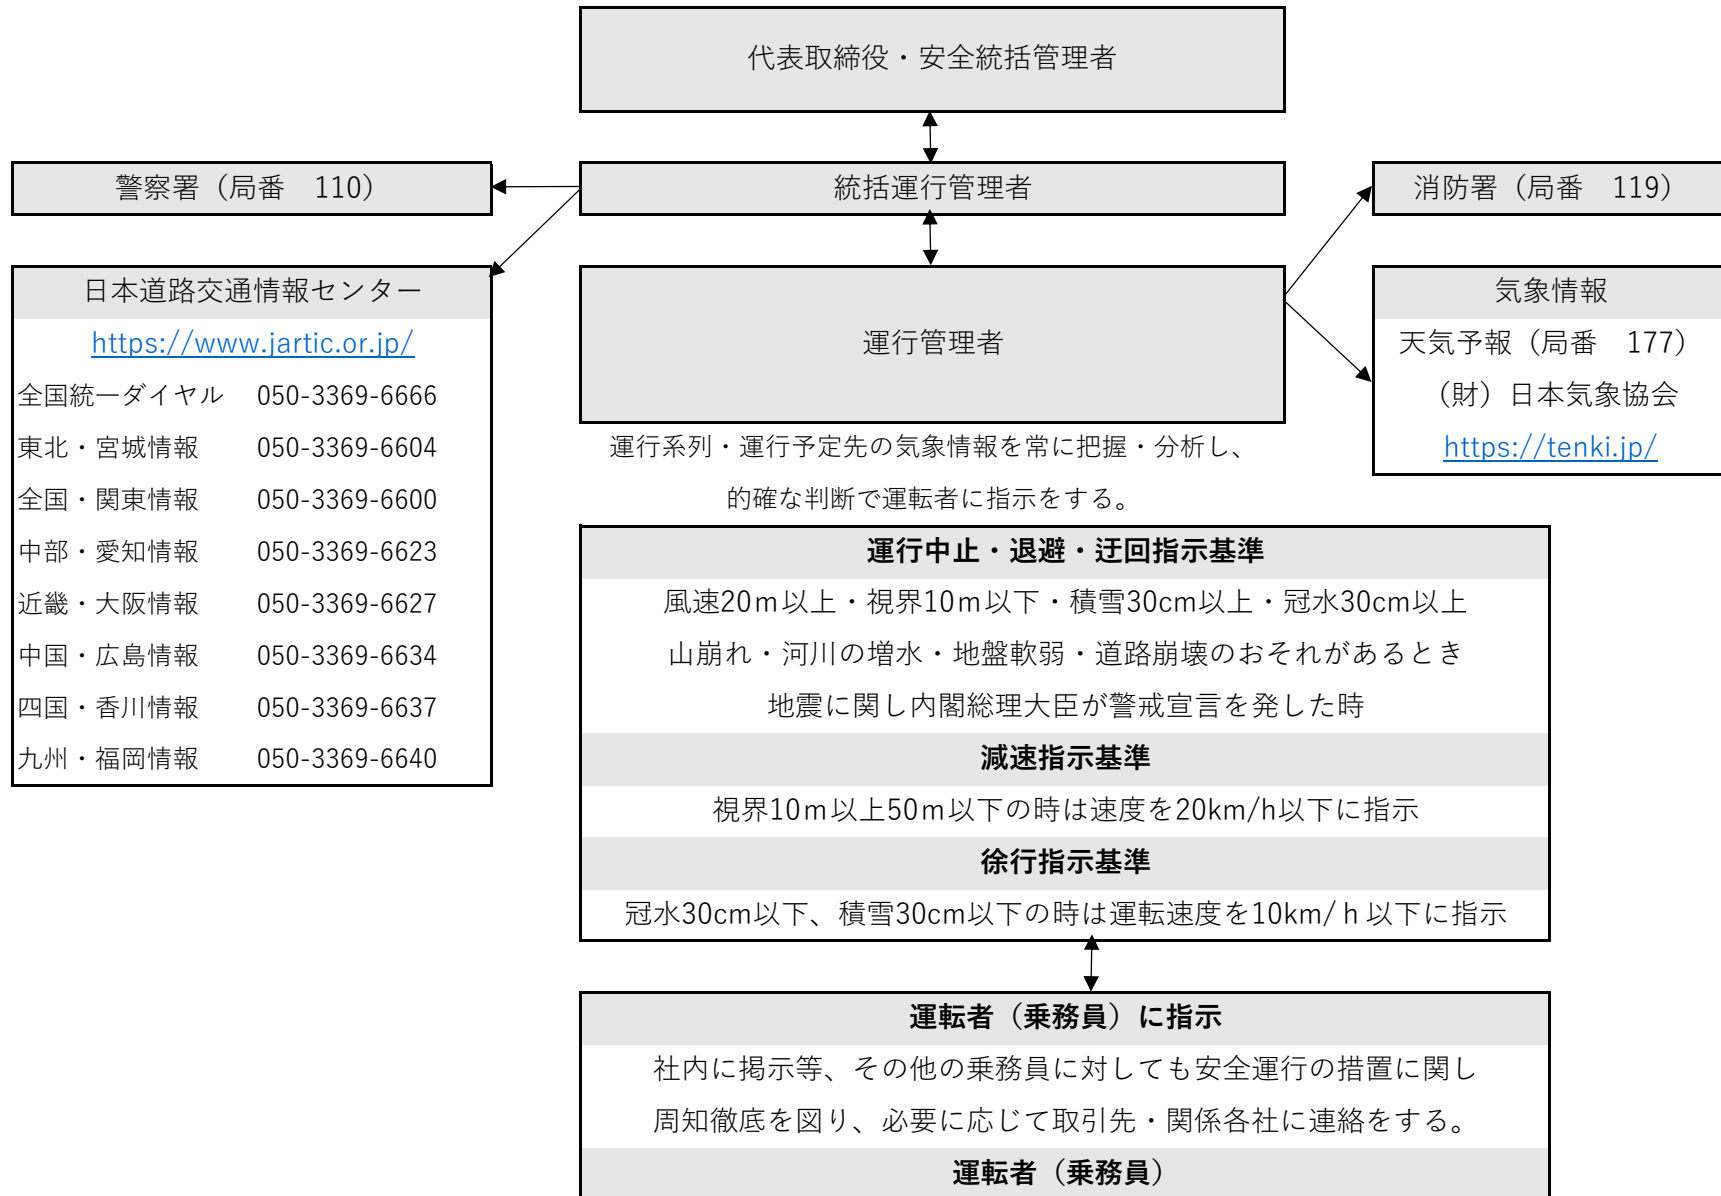 代表取締役・安全統括管理者
警察署（局番　110）
統括運行管理者
消防署（局番　119）
日本道路交通情報センター
https://www.jartic.or.jp/
全国統一ダイヤル 050-3369-6666
東北・宮城情報 050-3369-6604
全国・関東情報 050-3369-6600
中部・愛知情報 050-3369-6623
近畿・大阪情報 050-3369-6627
中国・広島情報 050-3369-6634
四国・香川情報 050-3369-6637
九州・福岡情報 050-3369-6640
運行管理者
気象情報
天気予報（局番　177）
（財）日本気象協会
https://tenki.jp/
運行系列・運行予定先の気象情報を常に把握・分析し、
的確な判断で運転者に指示をする。
運行中止・退避・迂回指示基準
風速20ｍ以上・視界10ｍ以下・積雪30cm以上・冠水30cm以上
山崩れ・河川の増水・地盤軟弱・道路崩壊のおそれがあるとき
地震に関し内閣総理大臣が警戒宣言を発した時
減速指示基準
視界10ｍ以上50ｍ以下の時は速度を20km/h以下に指示
徐行指示基準
冠水30cm以下、積雪30cm以下の時は運転速度を10km/ｈ以下に指示
運転者（乗務員）に指示
社内に掲示等、その他の乗務員に対しても安全運行の措置に関し
周知徹底を図り、必要に応じて取引先・関係各社に連絡をする。
運転者（乗務員）